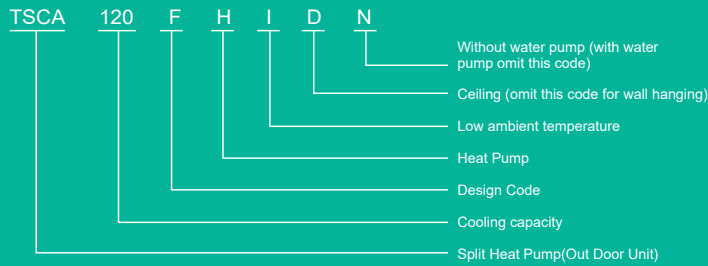 TSCA 120 F H I D N
Without water pump (with water
pump omit this code)
Ceiling (omit this code for wall hanging)
Low ambient temperature
Heat Pump
Design Code
Cooling capacity
Split Heat Pump(Out Door Unit)